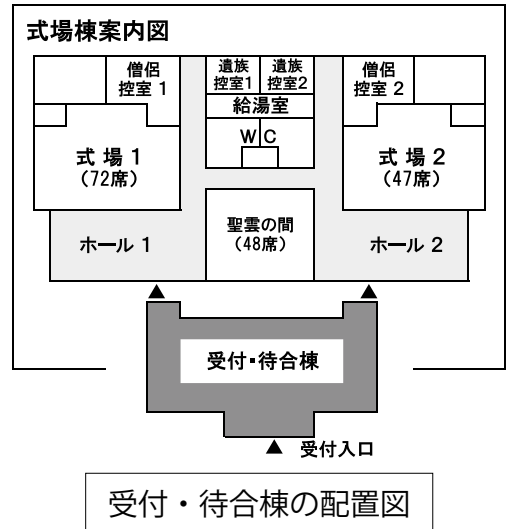 式場棟案内図
僧侶
控室 1
遺族
控室1
遺族
控室2
僧侶
控室 2
給湯室
W C
式 場 1
(72席)
式 場 2
(47席)
聖雲の間
(48席)
ホール 1
ホール 2
▲
▲
受付・待合棟
▲ 受付入口
受付・待合棟の配置図